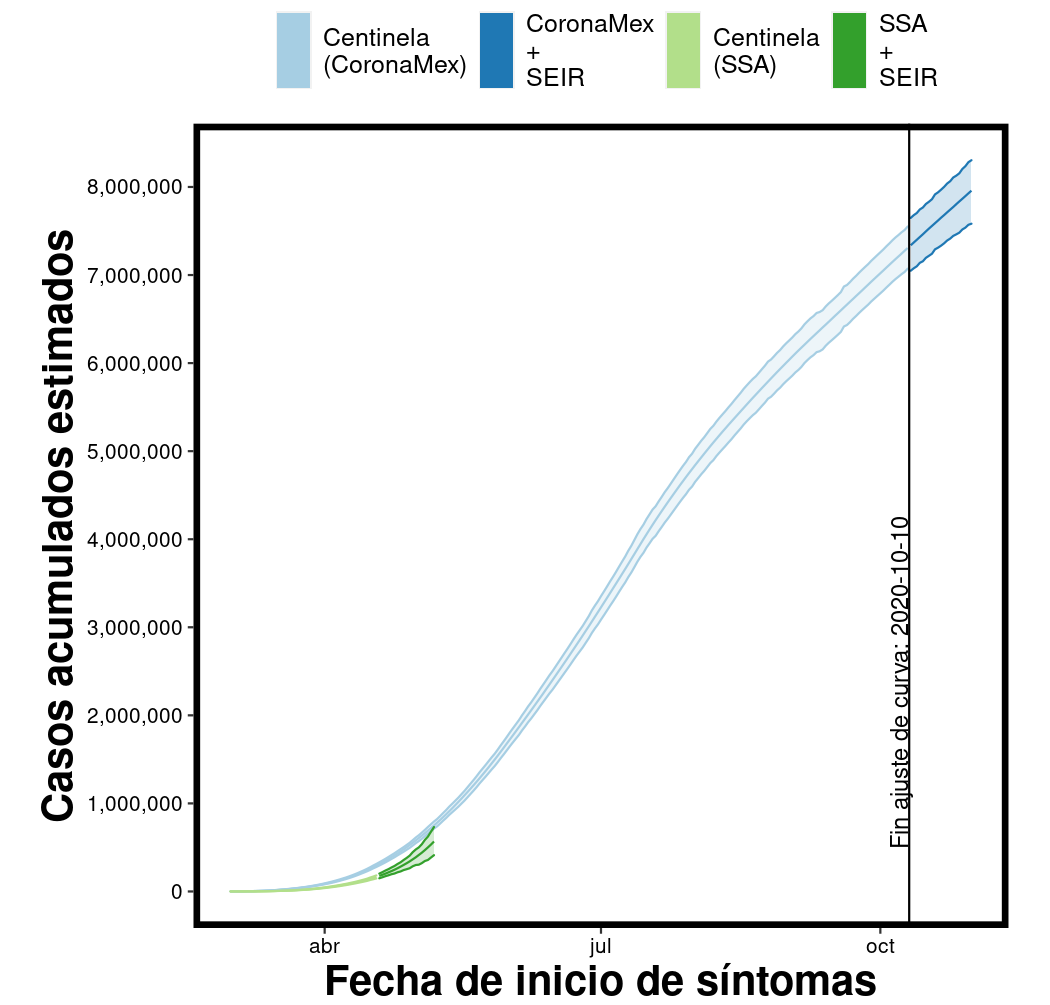 Centinela
(CoronaMex)
CoronaMex
+
SEIR
Centinela
(SSA)
SSA
+
SEIR
Casos acumulados estimados
8,000,000
7,000,000
6,000,000
5,000,000
4,000,000
3,000,000
2,000,000
1,000,000
0
Fin ajuste de curva: 2020-10-10
abr
jul
oct
Fecha de inicio de síntomas